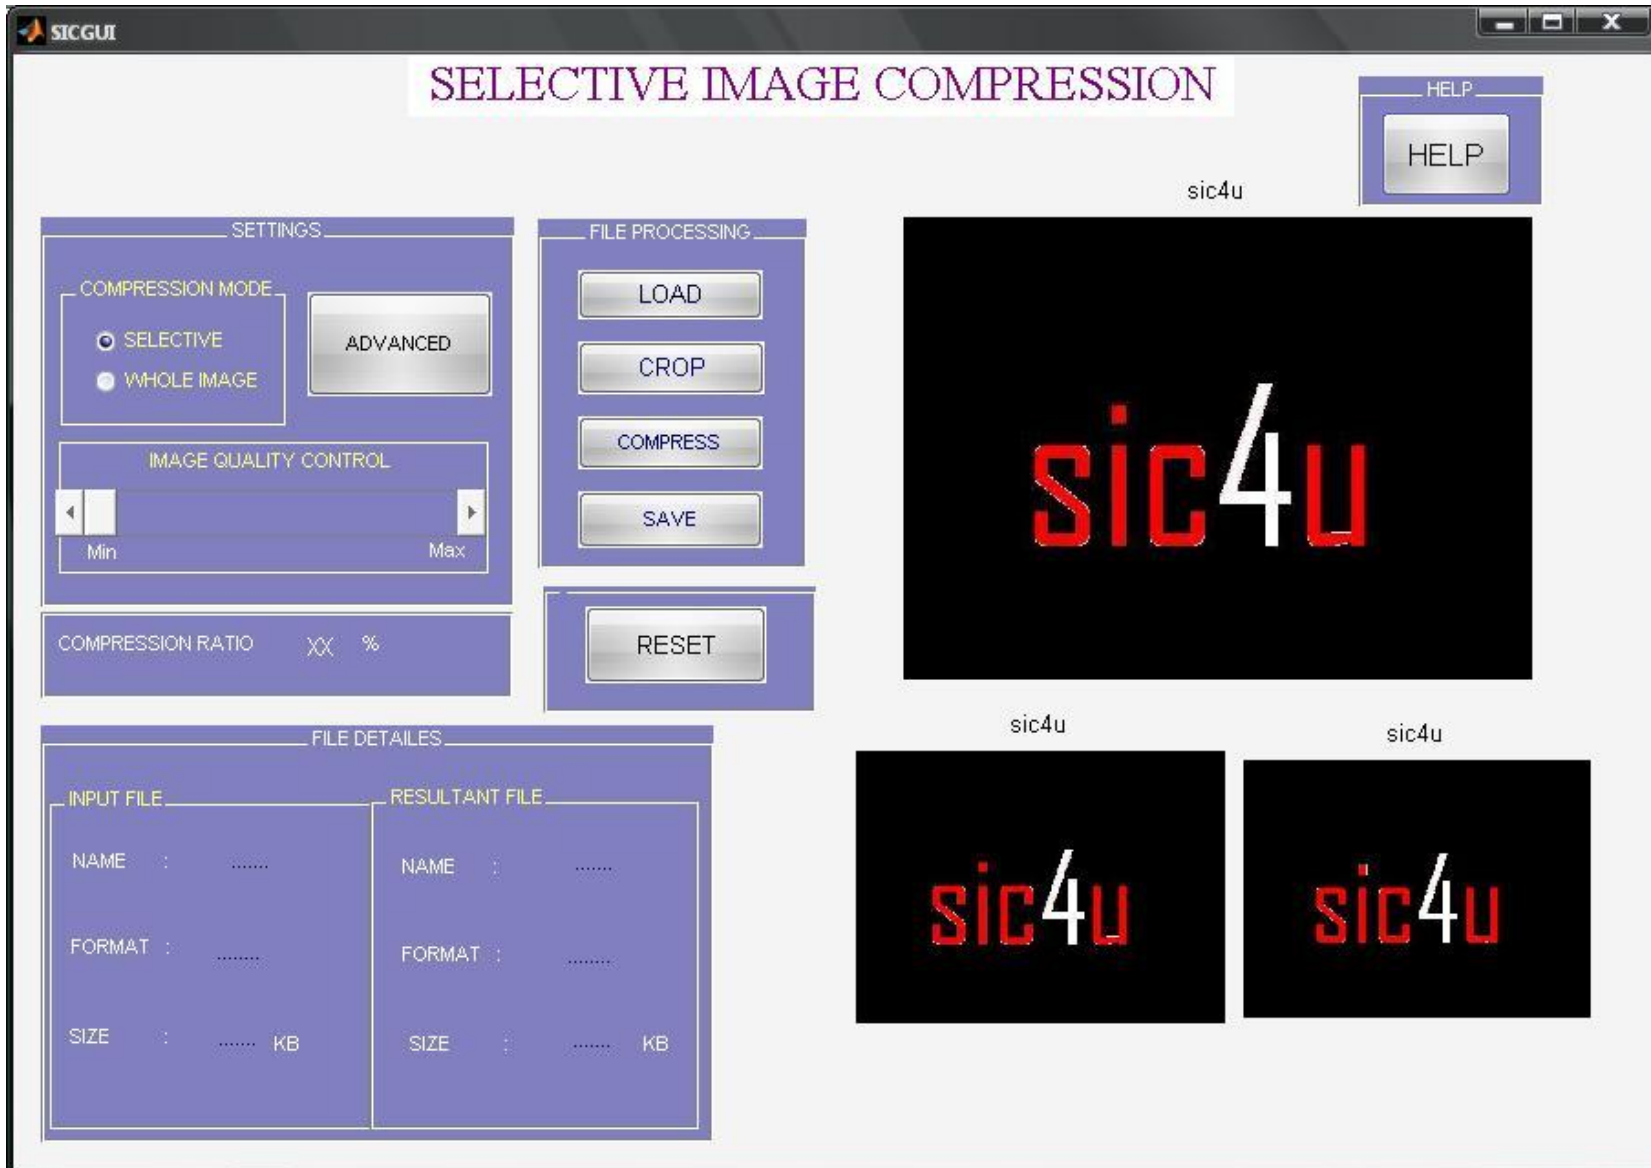 SICGUI
SELECTIVE IMAGE COMPRESSION
HELP
HELP
SETTINGS
COMPRESSION MODE
SELECTIVE
WHOLE IMAGE
ADVANCED
IMAGE QUALITY CONTROL
Min Max
COMPRESSION RATIO XX %
FILE PROCESSING
LOAD
CROP
COMPRESS
SAVE
RESET
sic4u
sic4u
FILE DETAILES
INPUT FILE
NAME : .......
FORMAT : ........
SIZE : ....... KB
RESULTANT FILE
NAME : .......
FORMAT : ........
SIZE : ....... KB
sic4u
sic4u
sic4u
sic4u